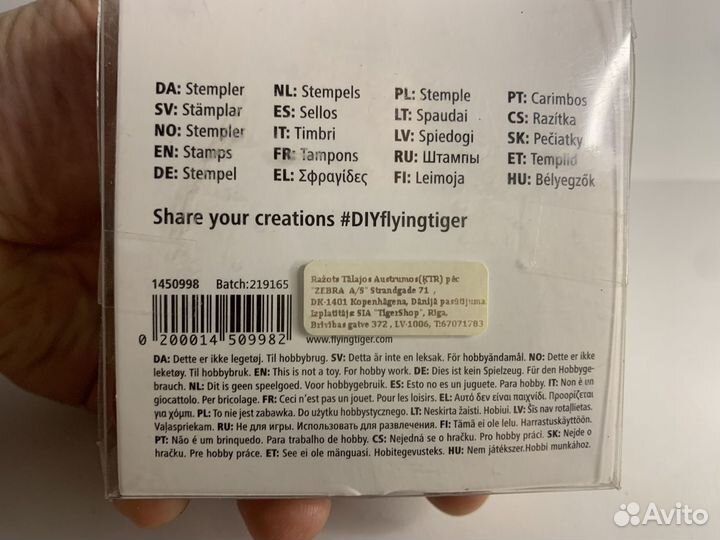 DA: Stempler
SV: Stämplar
NO: Stempler
EN: Stamps
DE: Stempel
NL: Stempels
ES: Sellos
IT: Timbri
FR: Tampons
EL: Σφραγίδες
PL: Stemple
LT: Spaudai
LV: Spiedogi
RU: Штампы
FI: Leimoja
PT: Carimbos
CS: Razítka
SK: Pečiatky
ET: Templid
HU: Bélyegzők
Share your creations #DIYflyingtiger
1450998 Batch:219165
0 200014 509982
Ražots Tālajos Austrumos(ĶTR) pēc
"ZEBRA A/S" Strandgade 71 ,
DK-1401 Kopenhāgena, Dānijā pasūtījuma
Izplatītājs: SIA "TigerShop", Rīga,
Brīvības gatve 372, LV-1006, T:67071783
www.flyingtiger.com
DA: Dette er ikke legetøj. Til hobbybrug. SV: Detta är inte en leksak. För hobbyändamål. NO: Dette er ikke
leketøy. Til hobbybruk. EN: This is not a toy. For hobby work. DE: Dies ist kein Spielzeug. Für den Hobbyge-
brauch. NL: Dit is geen speelgoed. Voor hobbygebruik. ES: Esto no es un juguete. Para hobby. IT: Non è un
giocattolo. Per bricolage. FR: Ceci n'est pas un jouet. Pour les loisirs. EL: Αυτό δεν είναι παιχνίδι. Προορίζεται
για χόμπι. PL: To nie jest zabawka. Do użytku hobbystycznego. LT: Neskirta žaisti. Hobiui. LV: Šis nav rotaļlietas.
Vaļaspriekam. RU: Не для игры. Использовать для развлечения. FI: Tämä ei ole lelu. Harrastuskäyttöön.
PT: Não é um brinquedo. Para trabalho de hobby. CS: Nejedná se o hračku. Pro hobby práci. SK: Nejde o
hračku. Pre hobby práce. ET: See ei ole mänguasi. Hobitegevusteks. HU: Nem játékszer.Hobbi munkához.
Avito